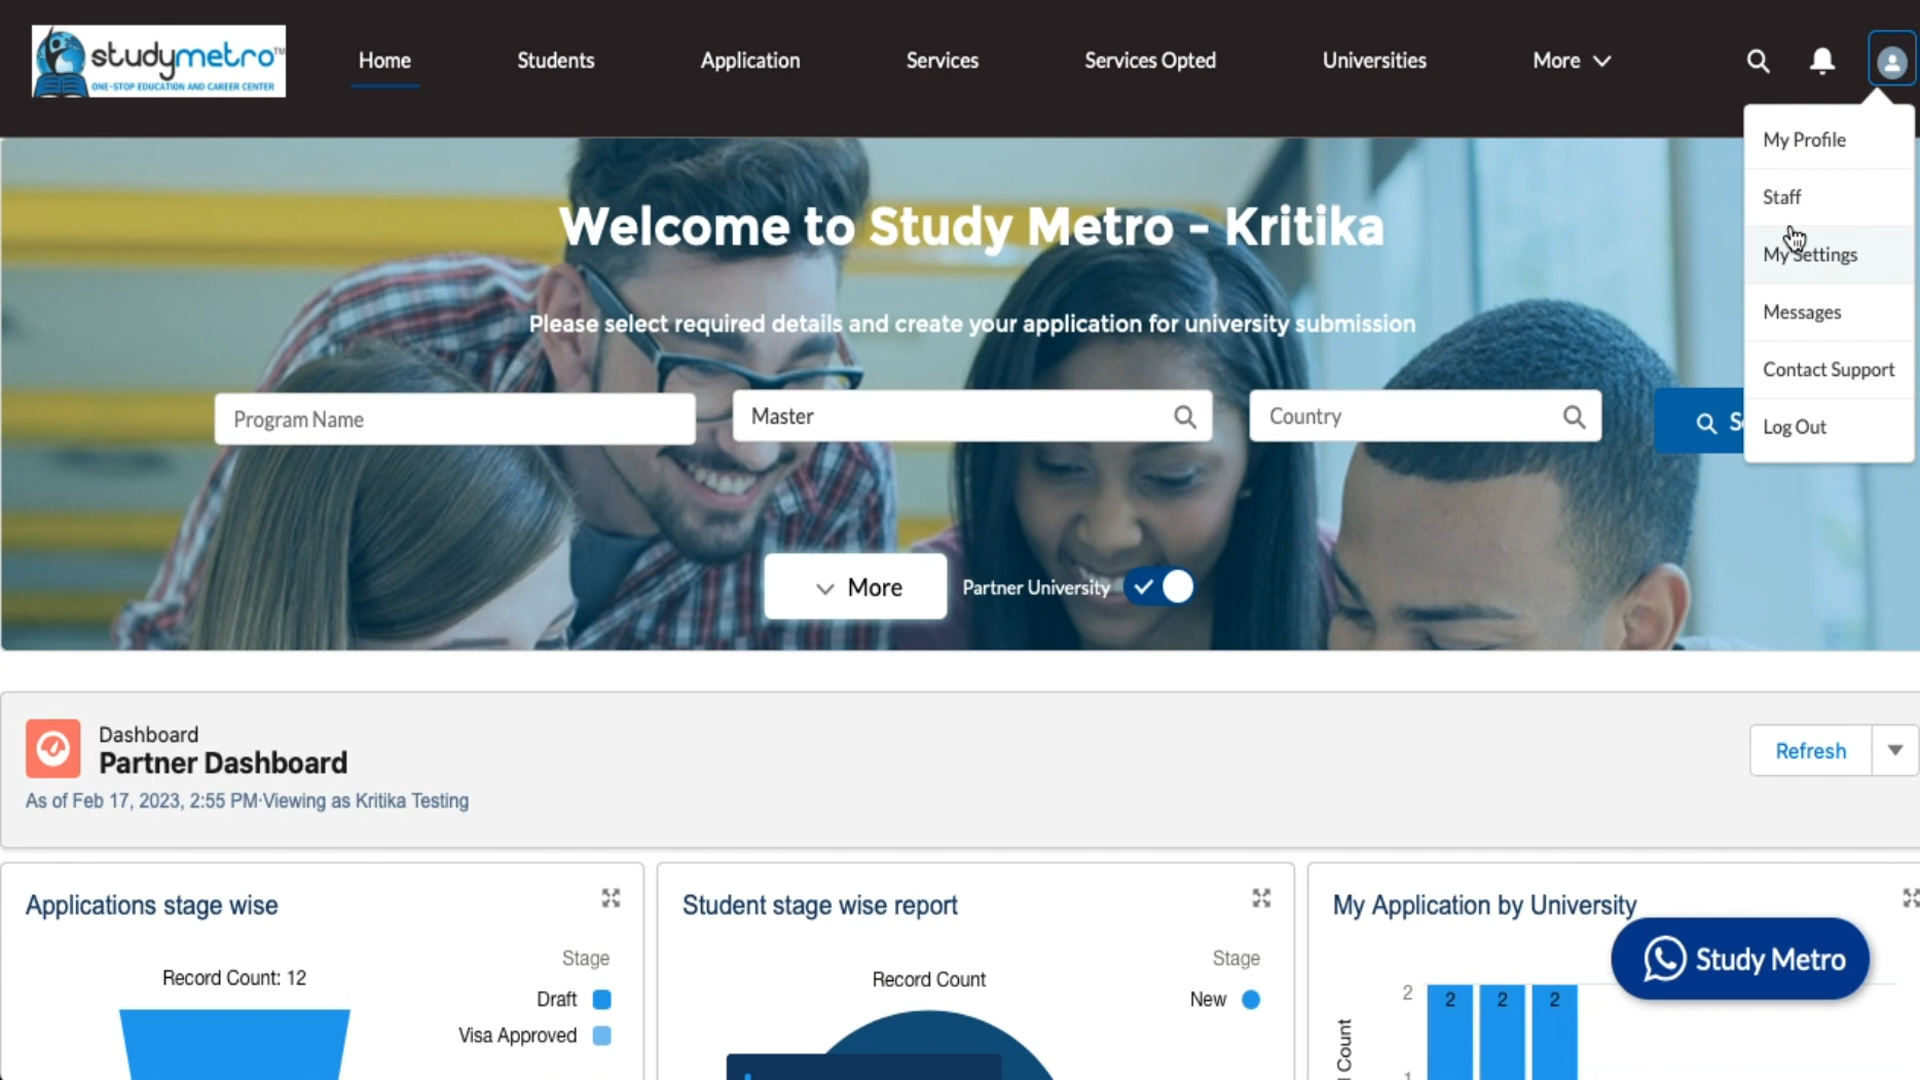 studymetro™
ONE-STOP EDUCATION AND CAREER CENTER
Home
Students
Application
Services
Services Opted
Universities
More
My Profile
Staff
My Settings
Messages
Contact Support
Log Out
Welcome to Study Metro - Kritika
Please select required details and create your application for university submission
Program Name
Master
Country
More
Partner University
Dashboard
Partner Dashboard
As of Feb 17, 2023, 2:55 PM·Viewing as Kritika Testing
Refresh
Applications stage wise
Record Count: 12
Stage
Draft
Visa Approved
Student stage wise report
Record Count
Stage
New
My Application by University
2
2
2
2
1
Count
Study Metro